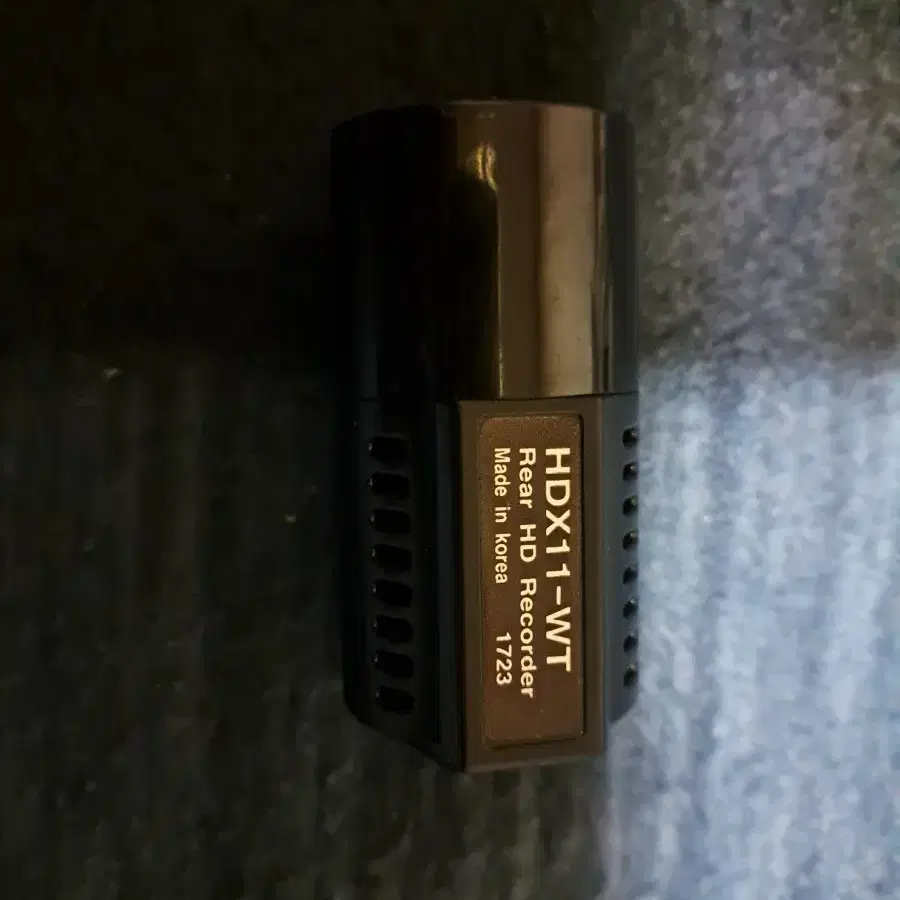 HDX11-WT
Rear HD Recorder
Made in korea 1723